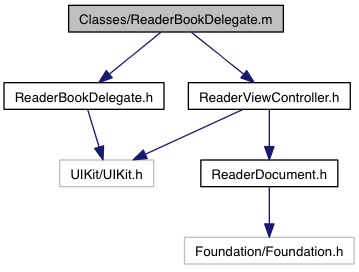 Classes/ReaderBookDelegate.m
ReaderBookDelegate.h
ReaderViewController.h
UIKit/UIKit.h
ReaderDocument.h
Foundation/Foundation.h